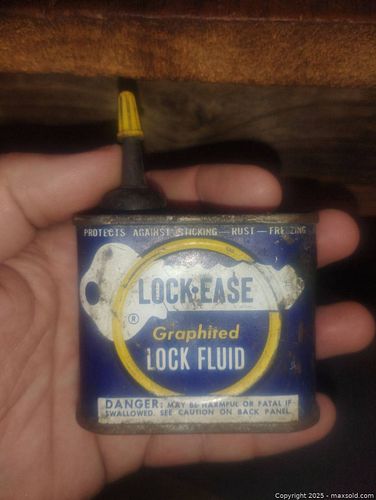 PROTECTS AGAINST STICKING — RUST — FREEZING
LOCK-EASE
®
Graphited
LOCK FLUID
DANGER: MAY BE HARMFUL OR FATAL IF
SWALLOWED. SEE CAUTION ON BACK PANEL.
Copyright 2025 - maxsold.com